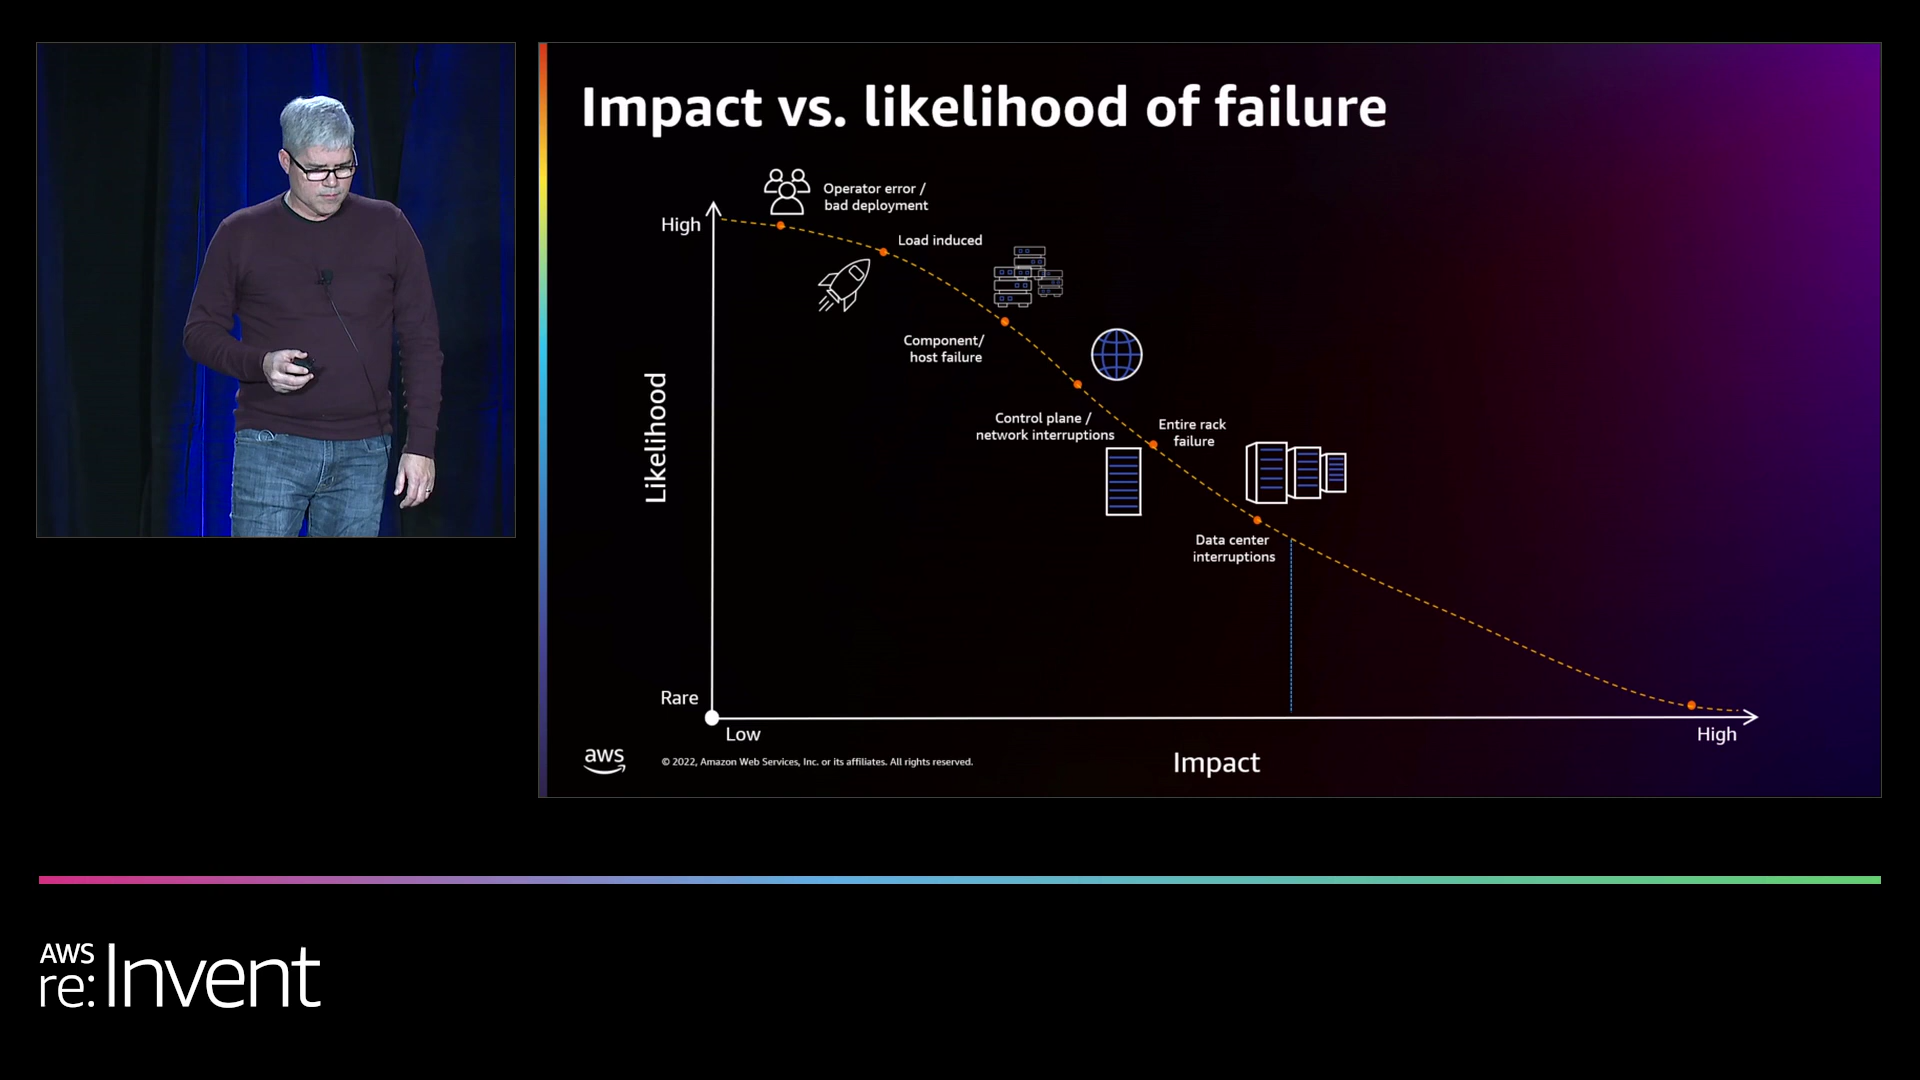 Impact vs. likelihood of failure
Operator error /
bad deployment
High
Load induced
Component/
host failure
Control plane /
network interruptions
Entire rack
failure
Likelihood
Data center
interruptions
Rare
Low
High
Impact
aws
© 2022, Amazon Web Services, Inc. or its affiliates. All rights reserved.
AWS
re:Invent